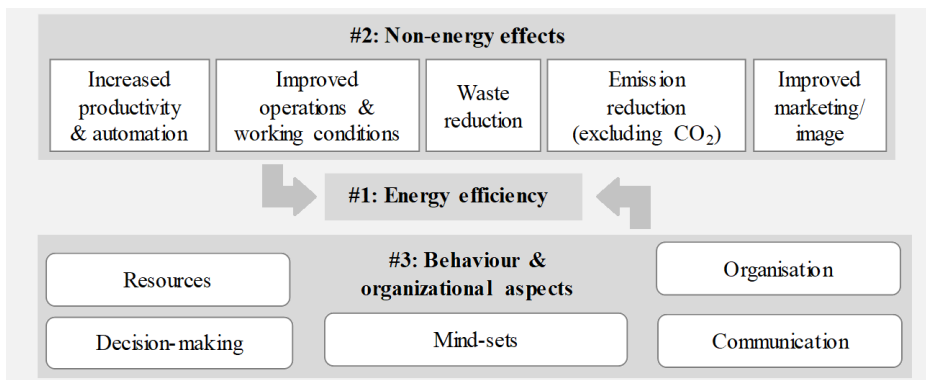 #2: Non-energy effects
Increased
productivity
& automation
Improved
operations &
working conditions
Waste
reduction
Emission
reduction
(excluding CO₂)
Improved
marketing/
image
#1: Energy efficiency
#3: Behaviour &
organizational aspects
Resources
Organisation
Decision-making
Mind-sets
Communication